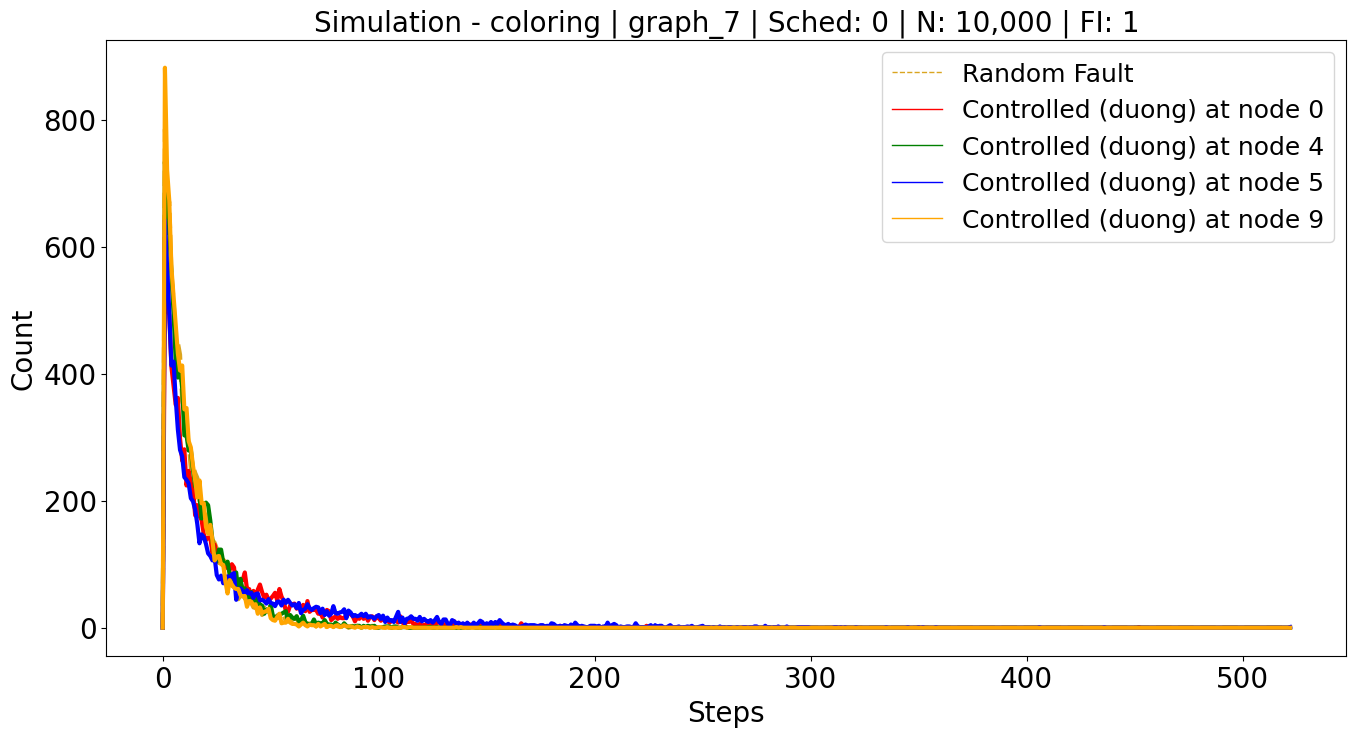 Simulation - coloring | graph_7 | Sched: 0 | N: 10,000 | FI: 1
Random Fault
Controlled (duong) at node 0
Controlled (duong) at node 4
Controlled (duong) at node 5
Controlled (duong) at node 9
Count
800
600
400
200
0
0 100 200 300 400 500
Steps